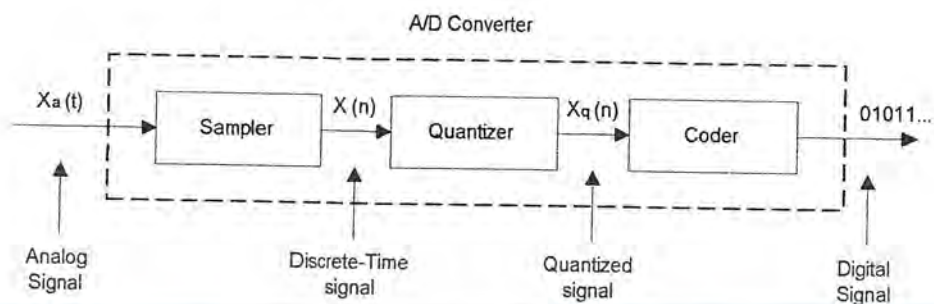 A/D Converter
Xa (t)
Sampler
X (n)
Quantizer
Xq (n)
Coder
01011...
Analog
Signal
Discrete-Time
signal
Quantized
signal
Digital
Signal